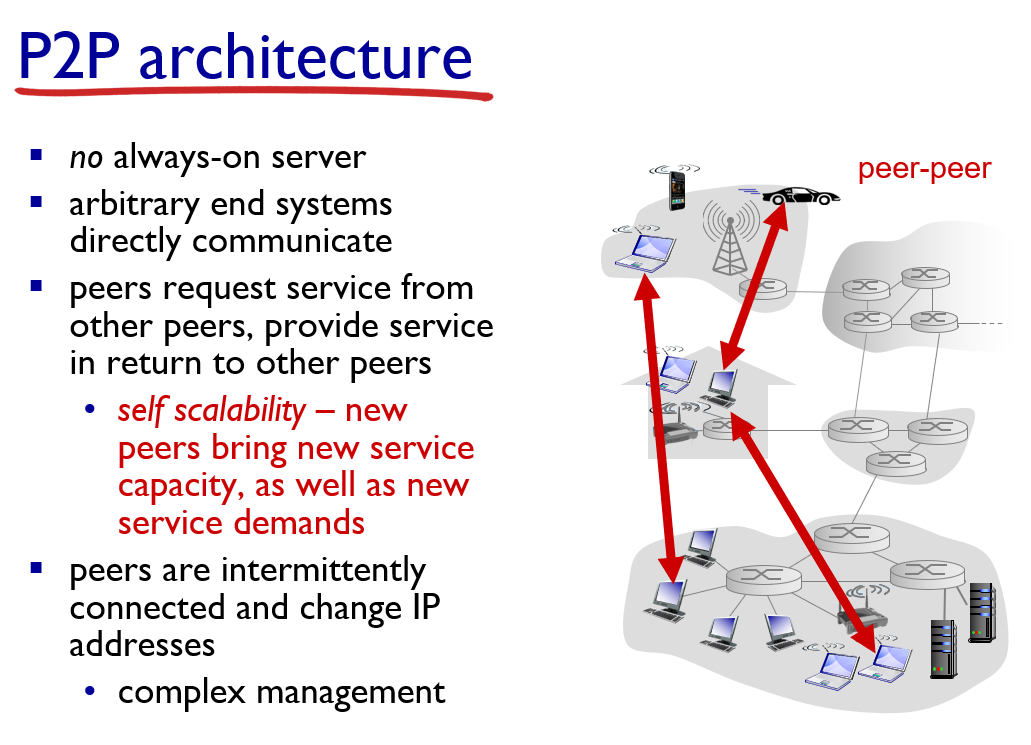 P2P architecture
▪ no always-on server
▪ arbitrary end systems
directly communicate
▪ peers request service from
other peers, provide service
in return to other peers
• self scalability – new
peers bring new service
capacity, as well as new
service demands
▪ peers are intermittently
connected and change IP
addresses
• complex management
peer-peer